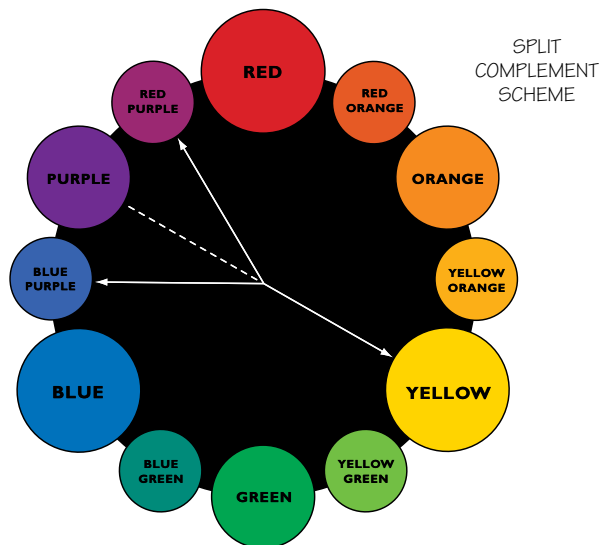 SPLIT
COMPLEMENT
SCHEME
RED
RED
PURPLE
RED
ORANGE
PURPLE
ORANGE
BLUE
PURPLE
YELLOW
ORANGE
BLUE
YELLOW
BLUE
GREEN
YELLOW
GREEN
GREEN